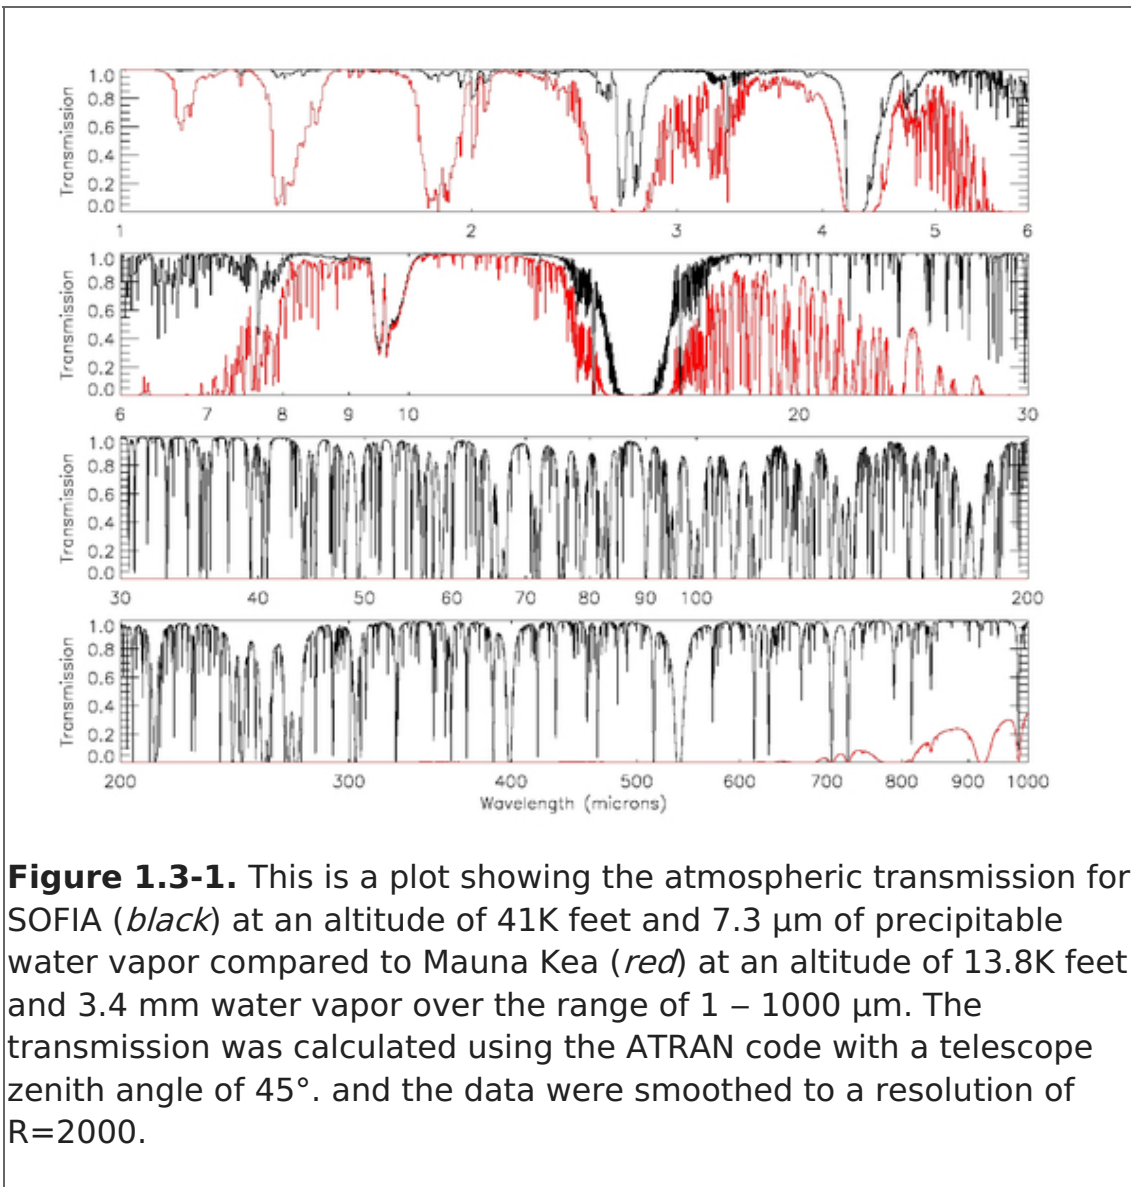 Transmission
1.0
0.8
0.6
0.4
0.2
0.0
1 2 3 4 5 6
Transmission
1.0
0.8
0.6
0.4
0.2
0.0
6 7 8 9 10 20 30
Transmission
1.0
0.8
0.6
0.4
0.2
0.0
30 40 50 60 70 80 90 100 200
Transmission
1.0
0.8
0.6
0.4
0.2
0.0
200 300 400 500 600 700 800 900 1000
Wavelength (microns)
Figure 1.3-1. This is a plot showing the atmospheric transmission for
SOFIA (black) at an altitude of 41K feet and 7.3 μm of precipitable
water vapor compared to Mauna Kea (red) at an altitude of 13.8K feet
and 3.4 mm water vapor over the range of 1 – 1000 μm. The
transmission was calculated using the ATRAN code with a telescope
zenith angle of 45°. and the data were smoothed to a resolution of
R=2000.